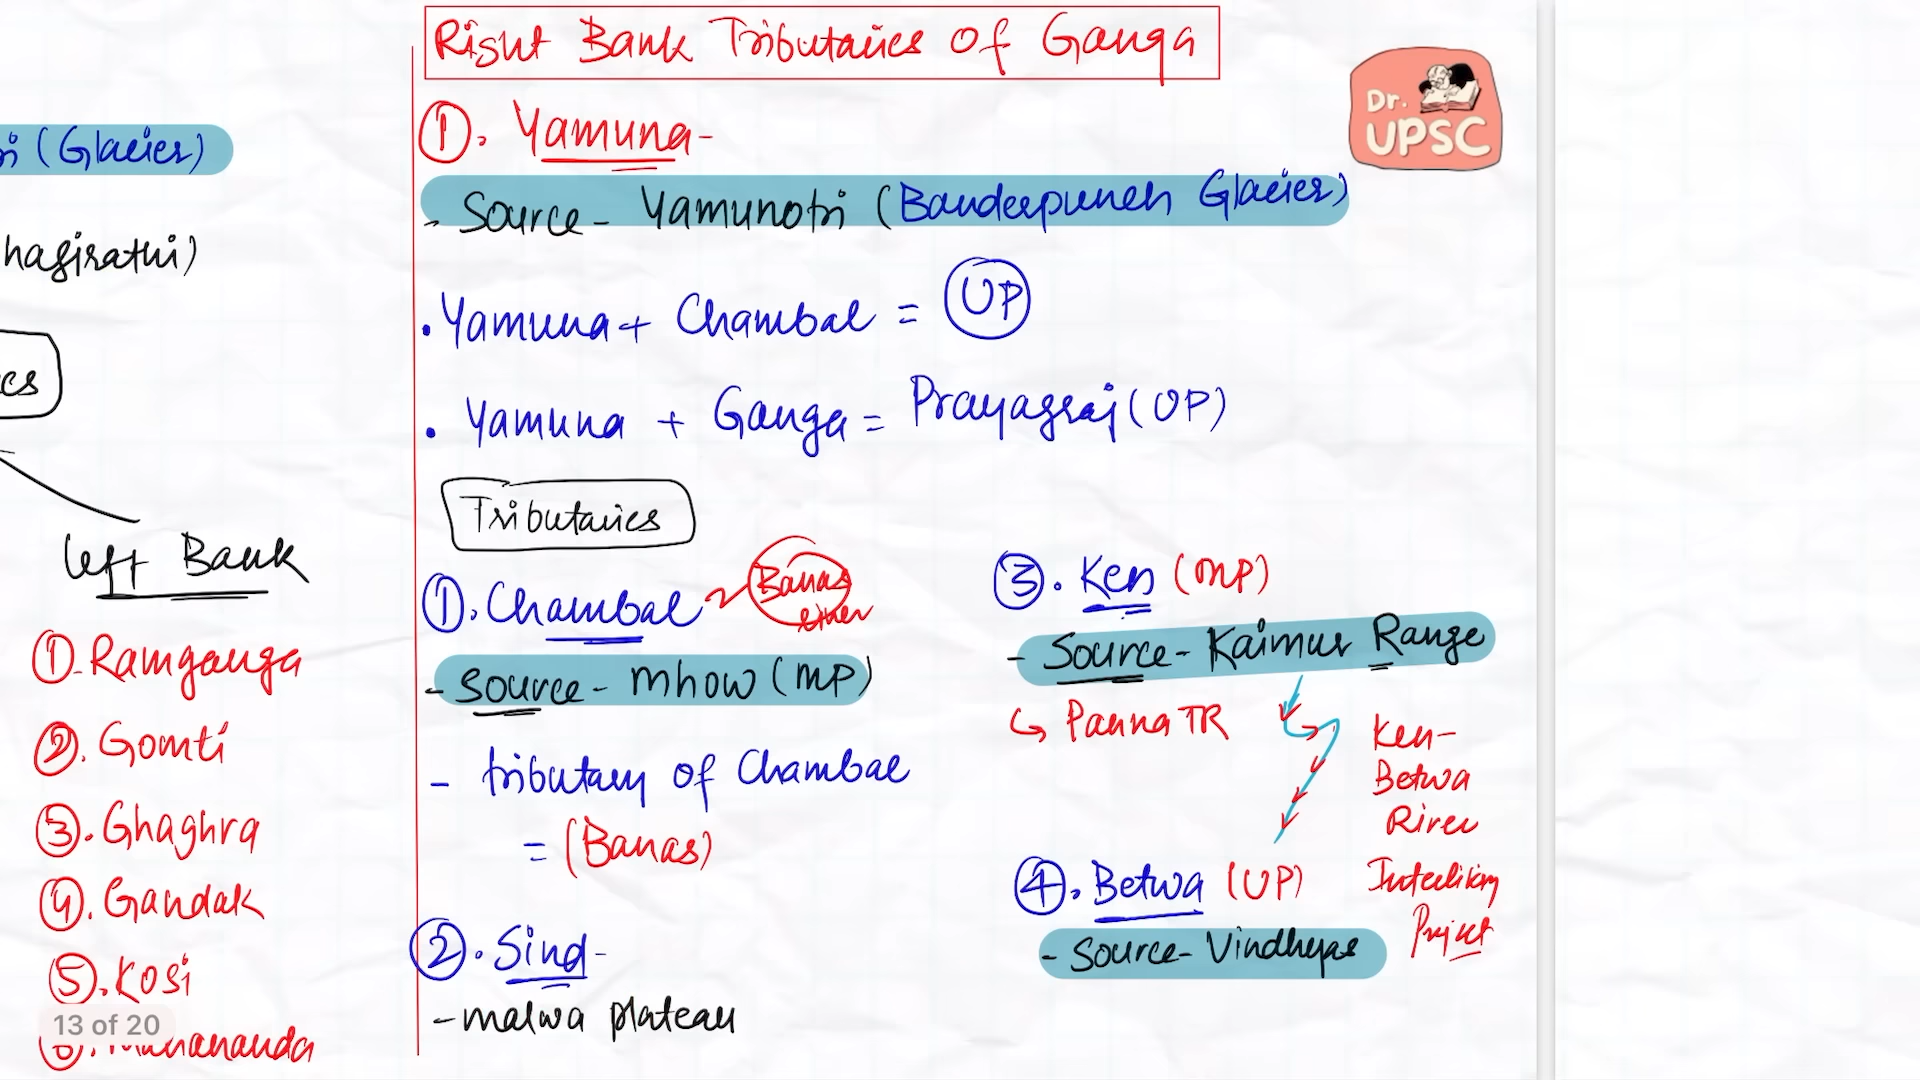 Right Bank Tributaries of Ganga
Dr.
UPSC
(Glacier)
hagirathi)
Left Bank
①. Ramganga
②. Gomti
③. Ghaghra
④. Gandak
⑤. Kosi
13 of 20
①. Yamuna-
- Source - Yamunotri (Banderpunch Glacier)
. Yamuna + Chambal = UP
. Yamuna + Ganga = Prayagraj (UP)
Tributaries
①. Chambal Banas
river
- Source - Mhow (MP)
- tributary of Chambal
= (Banas)
②. Sind -
- malwa plateau
③. Ken (MP)
- Source - Kaimur Range
Panna TR
Ken-
Betwa
River
Interlinking
Project
④. Betwa (UP)
- Source - Vindhyas